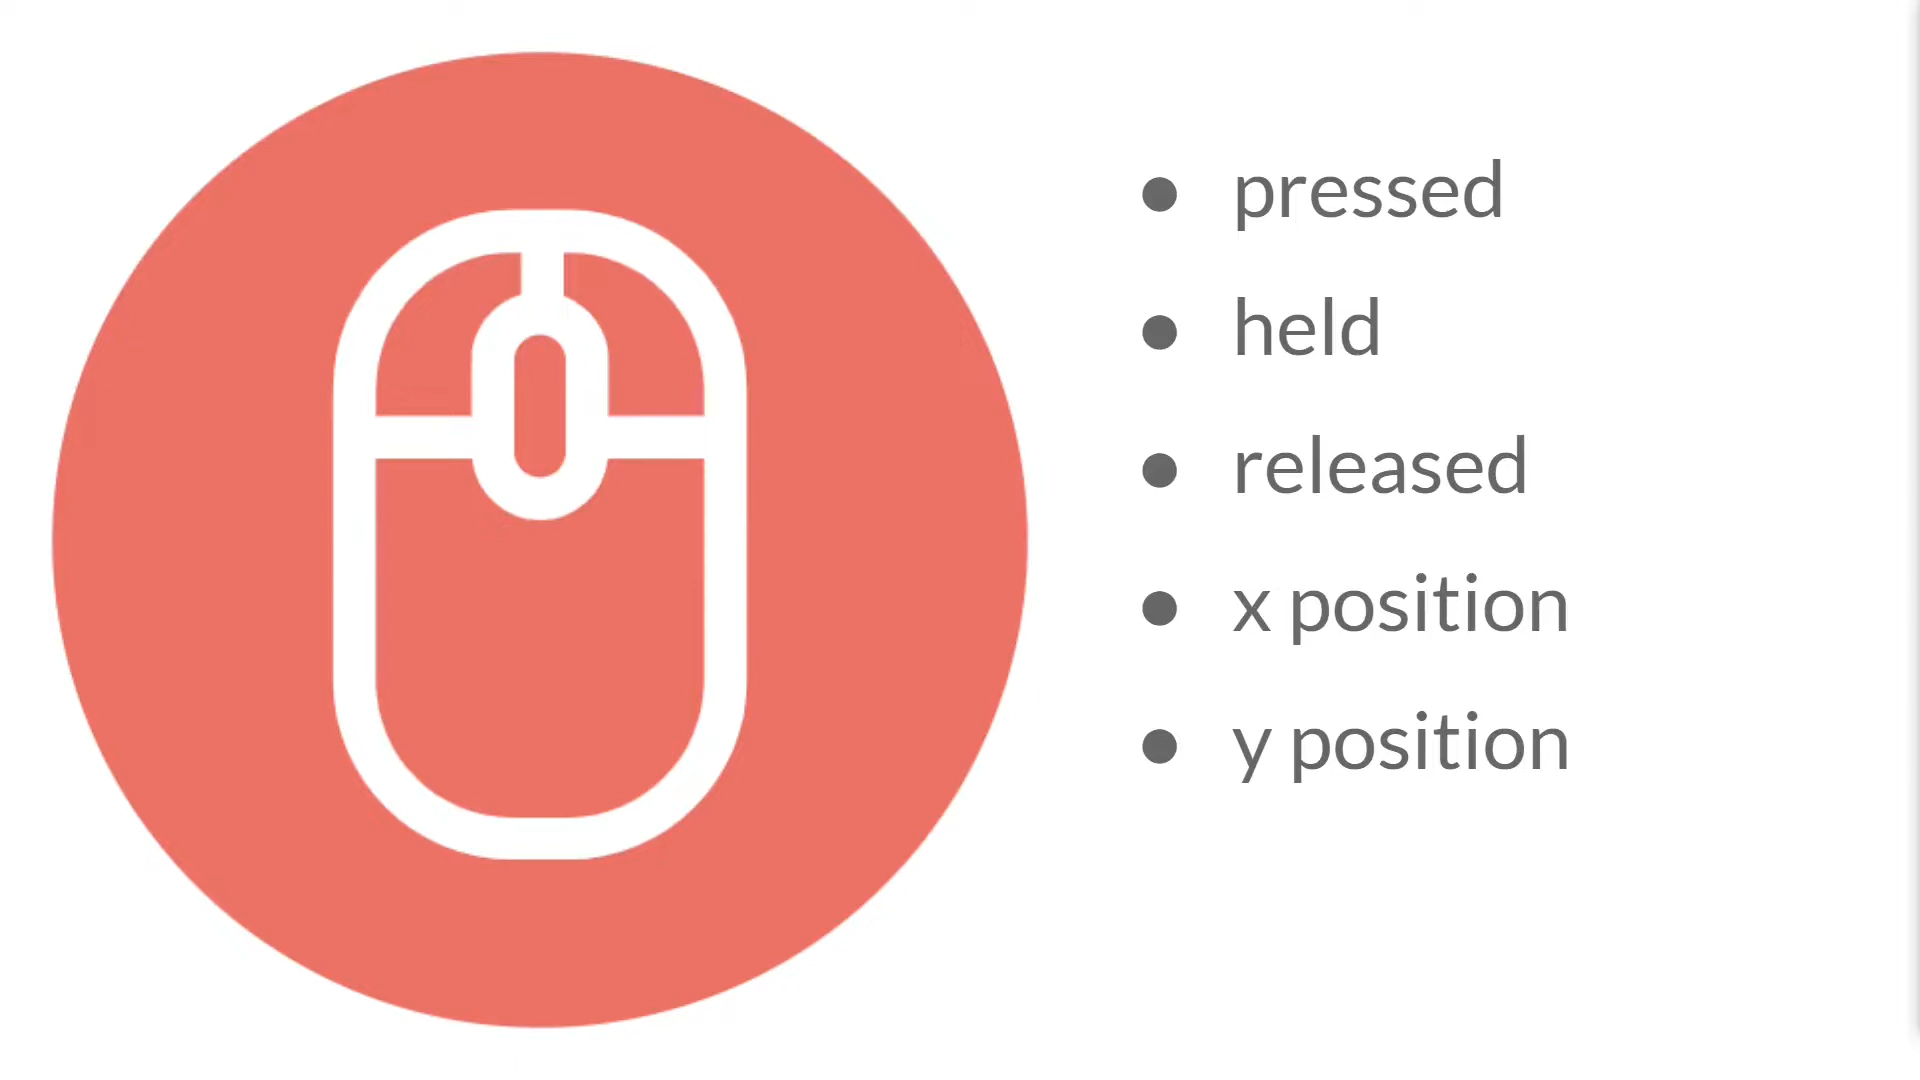 ● pressed
● held
● released
● x position
● y position